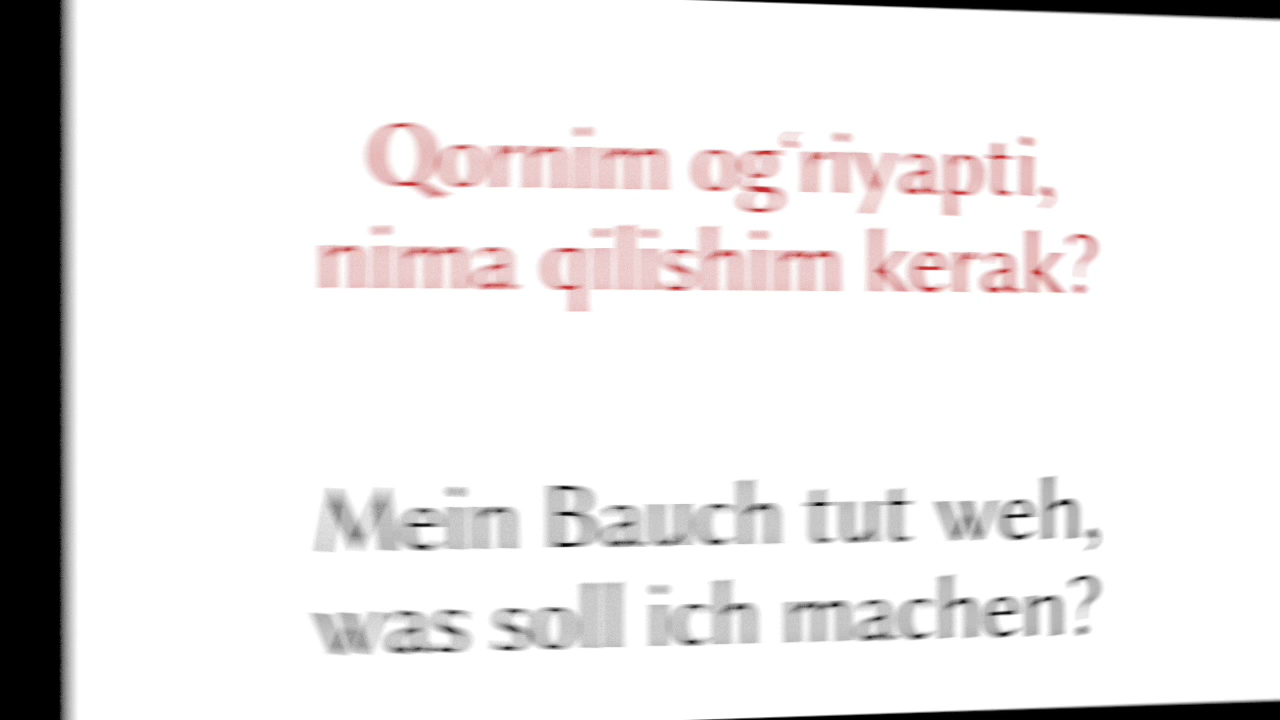 Qornim og‘riyapti,
nima qilishim kerak?
Mein Bauch tut weh,
was soll ich machen?